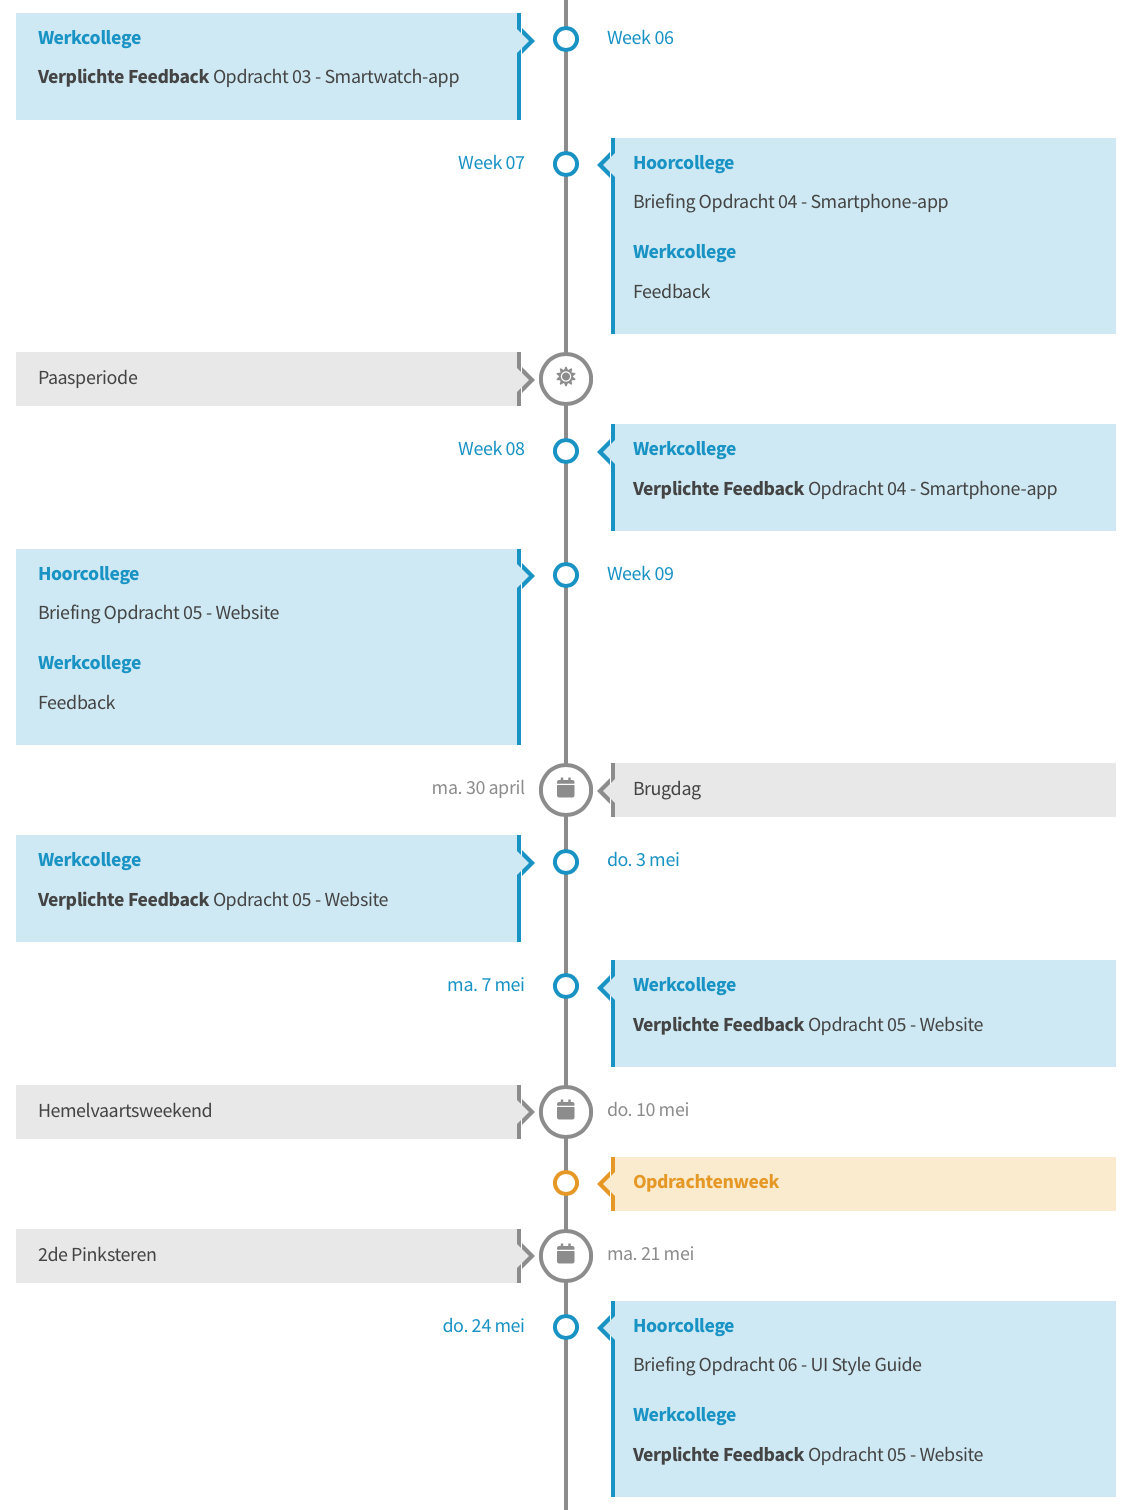 Werkcollege
Week 06
Verplichte Feedback Opdracht 03 - Smartwatch-app
Week 07
Hoorcollege
Briefing Opdracht 04 - Smartphone-app
Werkcollege
Feedback
Paasperiode
Week 08
Werkcollege
Verplichte Feedback Opdracht 04 - Smartphone-app
Hoorcollege
Week 09
Briefing Opdracht 05 - Website
Werkcollege
Feedback
ma. 30 april
Brugdag
Werkcollege
do. 3 mei
Verplichte Feedback Opdracht 05 - Website
ma. 7 mei
Werkcollege
Verplichte Feedback Opdracht 05 - Website
Hemelvaartsweekend
do. 10 mei
Opdrachtenweek
2de Pinksteren
ma. 21 mei
do. 24 mei
Hoorcollege
Briefing Opdracht 06 - UI Style Guide
Werkcollege
Verplichte Feedback Opdracht 05 - Website